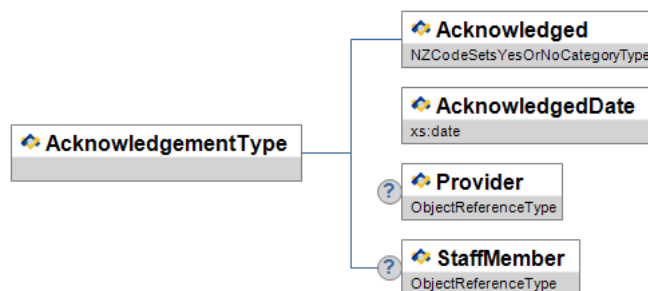 Acknowledged
NZCodeSetsYesOrNoCategoryType
AcknowledgedDate
xs:date
AcknowledgementType
?
Provider
ObjectReferenceType
?
StaffMember
ObjectReferenceType